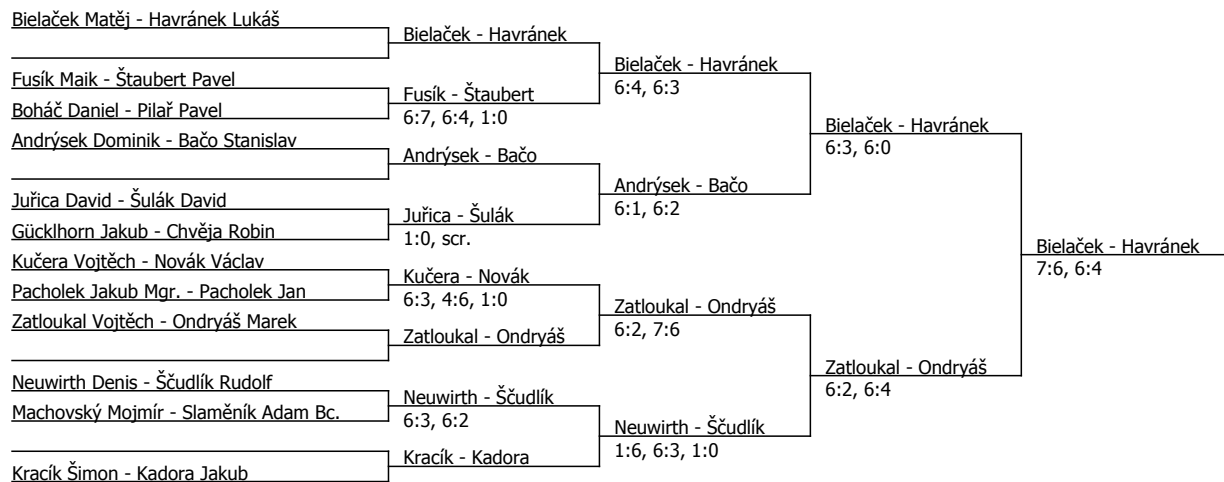 Bielaček Matěj - Havránek Lukáš
Fusík Maik - Štaubert Pavel
Boháč Daniel - Pilař Pavel
Andrýsek Dominik - Bačo Stanislav
Juřica David - Šulák David
Gücklhorn Jakub - Chvěja Robin
Kučera Vojtěch - Novák Václav
Pacholek Jakub Mgr. - Pacholek Jan
Zatloukal Vojtěch - Ondryáš Marek
Neuwirth Denis - Ščudlík Rudolf
Machovský Mojmír - Slaměník Adam Bc.
Kracík Šimon - Kadora Jakub
Bielaček - Havránek
Fusík - Štaubert
6:7, 6:4, 1:0
Andrýsek - Bačo
Juřica - Šulák
1:0, scr.
Kučera - Novák
6:3, 4:6, 1:0
Zatloukal - Ondryáš
Neuwirth - Ščudlík
6:3, 6:2
Kracík - Kadora
Bielaček - Havránek
6:4, 6:3
Andrýsek - Bačo
6:1, 6:2
Zatloukal - Ondryáš
6:2, 7:6
Neuwirth - Ščudlík
1:6, 6:3, 1:0
Bielaček - Havránek
6:3, 6:0
Zatloukal - Ondryáš
6:2, 6:4
Bielaček - Havránek
7:6, 6:4